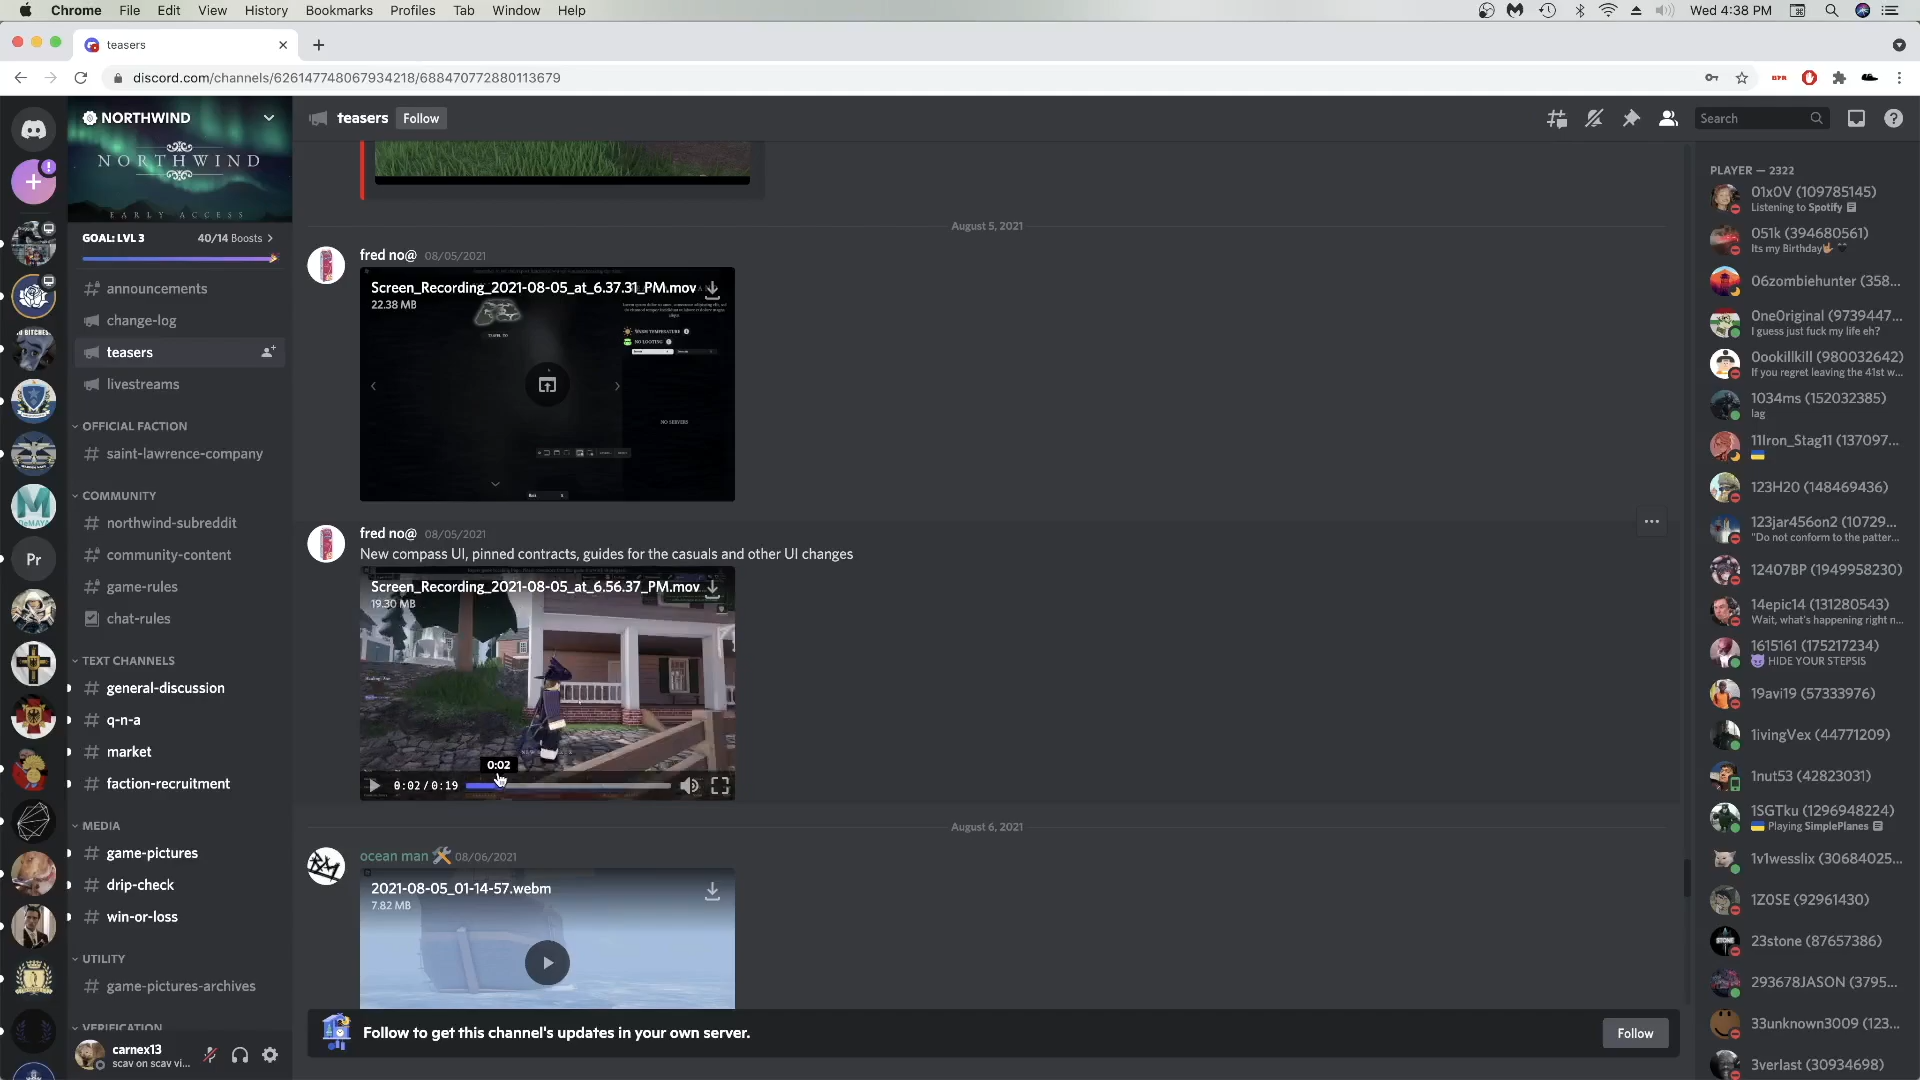 Chrome File Edit View History Bookmarks Profiles Tab Window Help
Wed 4:38 PM
teasers
discord.com/channels/626147748067934218/688470772880113679
NORTHWIND
NORTHWIND
EARLY ACCESS
GOAL: LVL 3 40/14 Boosts
announcements
change-log
teasers
livestreams
OFFICIAL FACTION
saint-lawrence-company
COMMUNITY
northwind-subreddit
community-content
game-rules
chat-rules
TEXT CHANNELS
general-discussion
q-n-a
market
faction-recruitment
MEDIA
game-pictures
drip-check
win-or-loss
UTILITY
game-pictures-archives
VERIFICATION
carnex13
scav on scav vi...
Pr
teasers Follow
Search
August 5, 2021
fred no@ 08/05/2021
Screen_Recording_2021-08-05_at_6.37.31_PM.mov
22.38 MB
WARM TEMPERATURE
NO LOOTING
NO SERVERS
fred no@ 08/05/2021
New compass UI, pinned contracts, guides for the casuals and other UI changes
Screen_Recording_2021-08-05_at_6.56.37_PM.mov
19.30 MB
0:02
0:02/0:19
August 6, 2021
ocean man 08/06/2021
2021-08-05_01-14-57.webm
7.82 MB
Follow to get this channel's updates in your own server.
Follow
PLAYER — 2322
01x0V (109785145)
Listening to Spotify
051k (394680561)
Its my Birthday
06zombiehunter (358...
0ne0riginal (9739447...
I guess just fuck my life eh?
0ookillkill (980032642)
If you regret leaving the 41st w...
1034ms (152032385)
lag
11Iron_Stag11 (137097...
123H20 (148469436)
123jar456on2 (10729...
"Do not conform to the patter...
12407BP (1949958230)
14epic14 (131280543)
Wait, what's happening right n...
1615161 (175217234)
HIDE YOUR STEPSIS
19avi19 (57333976)
1livingVex (44771209)
1nut53 (42823031)
1SGTku (1296948224)
Playing SimplePlanes
1v1wesslix (30684025...
1Z0SE (92961430)
23stone (87657386)
293678JASON (3795...
33unknown3009 (123...
3verlast (30934698)